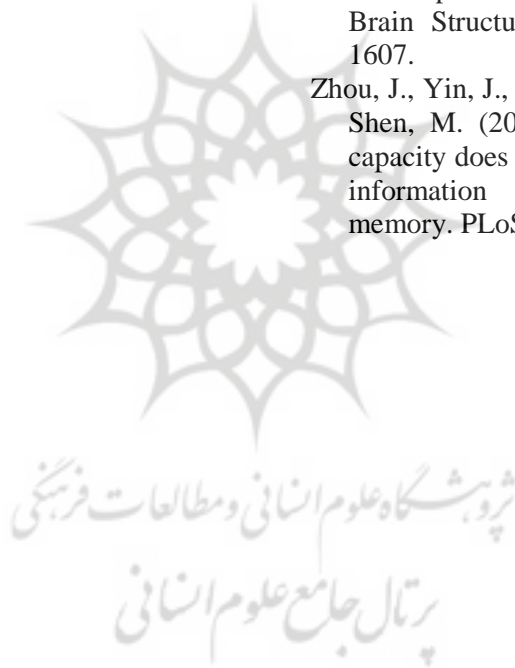 Brain Structu
1607.
Zhou, J., Yin, J.,
Shen, M. (20
capacity does
information
memory. PLoS
پژوهشگاه علوم انسانی و مطالعات فرهنگی
پرتال جامع علوم انسانی